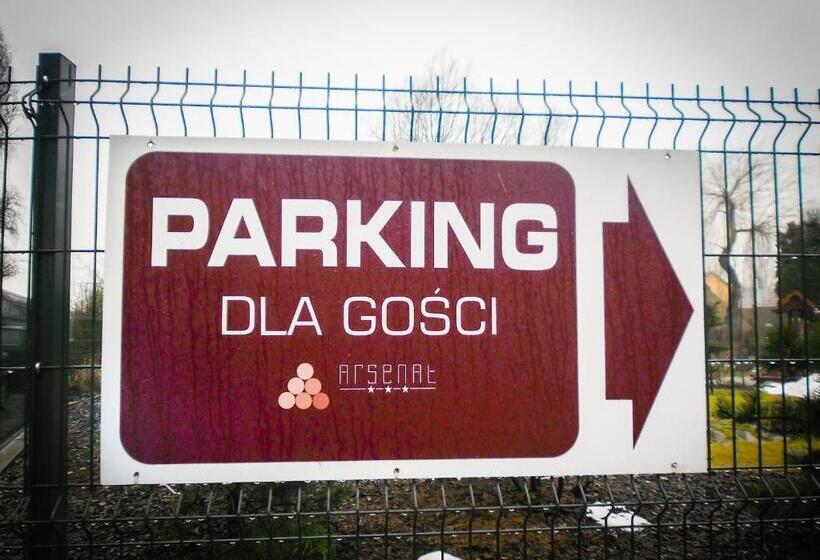 PARKING
DLA GOŚCI
Arsenał